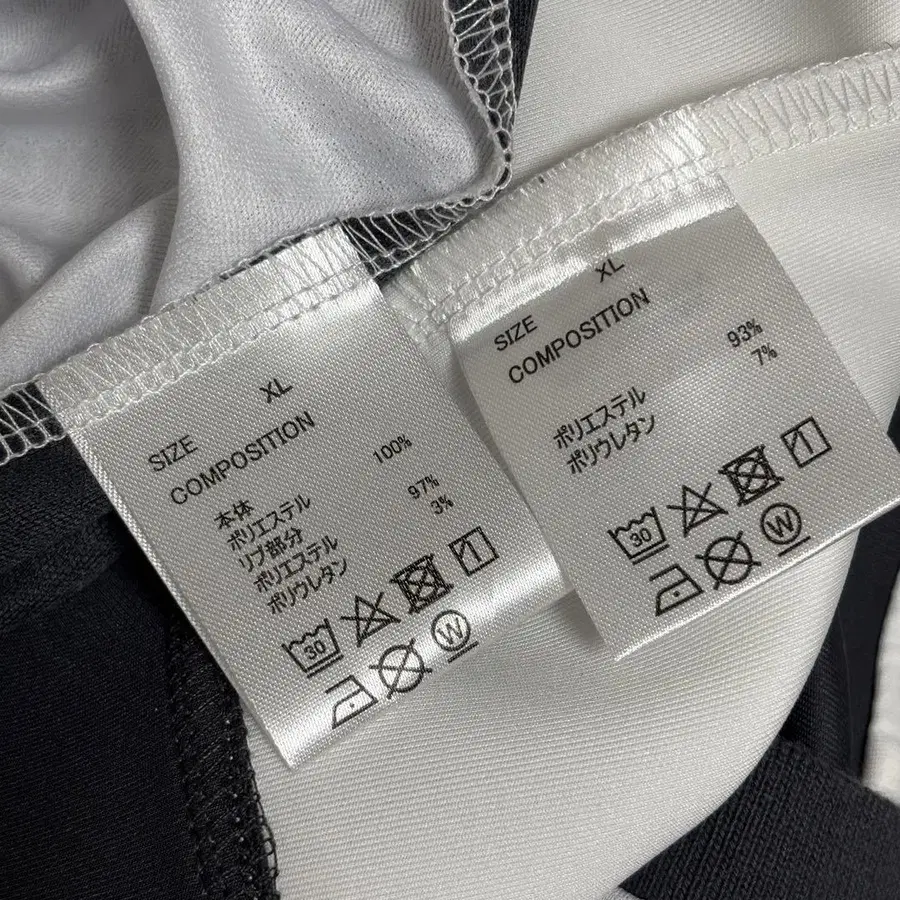 SIZE XL
COMPOSITION
本体
ポリエステル 100%
リブ部分
ポリエステル 97%
ポリウレタン 3%
30
W
SIZE XL
COMPOSITION
ポリエステル 93%
ポリウレタン 7%
30
W